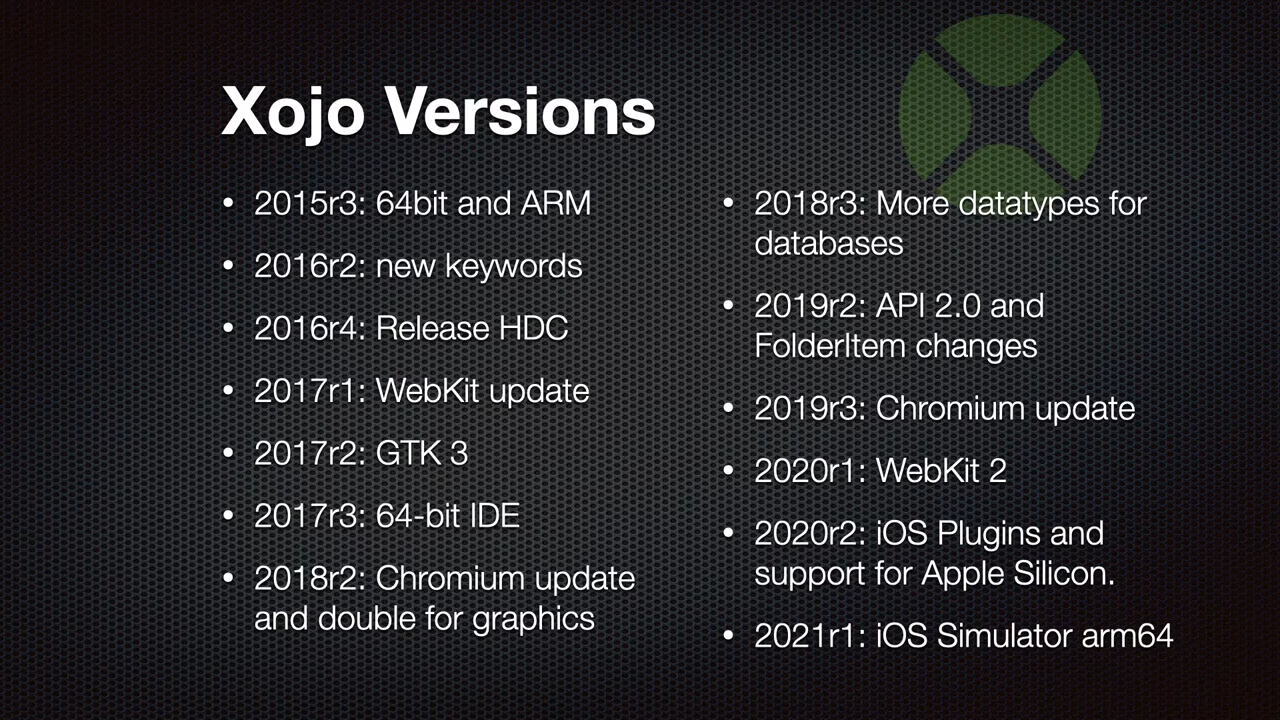 Xojo Versions
• 2015r3: 64bit and ARM
• 2016r2: new keywords
• 2016r4: Release HDC
• 2017r1: WebKit update
• 2017r2: GTK 3
• 2017r3: 64-bit IDE
• 2018r2: Chromium update
and double for graphics
• 2018r3: More datatypes for
databases
• 2019r2: API 2.0 and
FolderItem changes
• 2019r3: Chromium update
• 2020r1: WebKit 2
• 2020r2: iOS Plugins and
support for Apple Silicon.
• 2021r1: iOS Simulator arm64